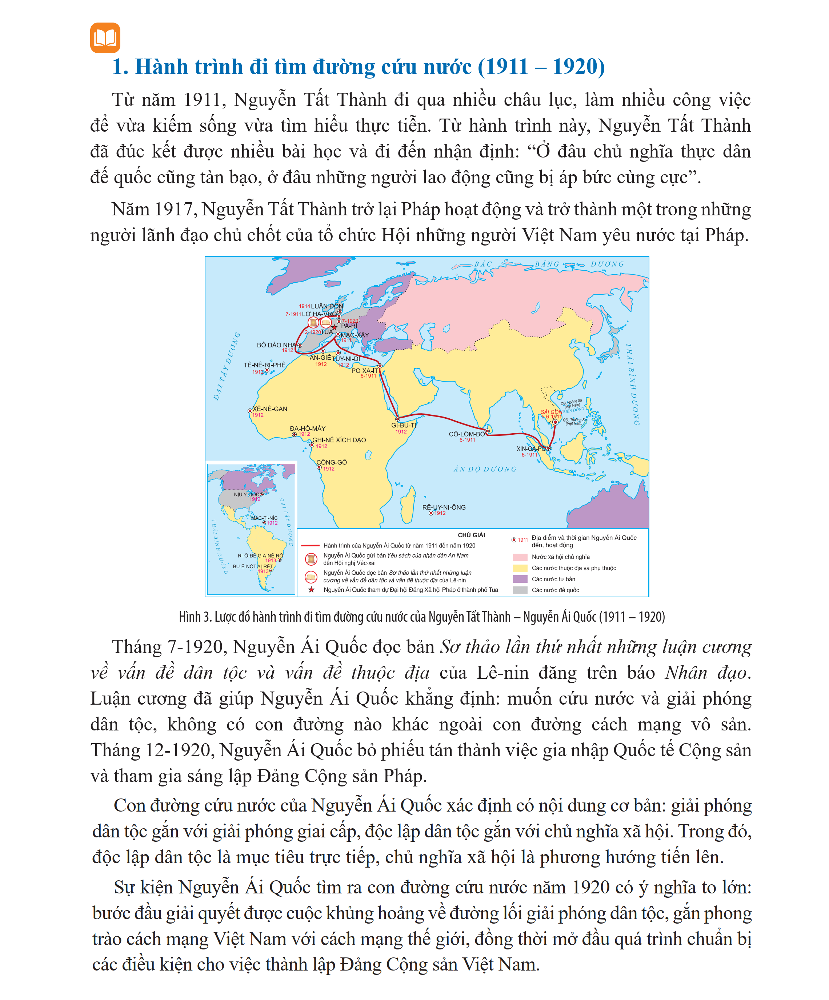 1. Hành trình đi tìm đường cứu nước (1911 – 1920)
Từ năm 1911, Nguyễn Tất Thành đi qua nhiều châu lục, làm nhiều công việc
để vừa kiếm sống vừa tìm hiểu thực tiễn. Từ hành trình này, Nguyễn Tất Thành
đã đúc kết được nhiều bài học và đi đến nhận định: “Ở đâu chủ nghĩa thực dân
đế quốc cũng tàn bạo, ở đâu những người lao động cũng bị áp bức cùng cực”.
Năm 1917, Nguyễn Tất Thành trở lại Pháp hoạt động và trở thành một trong những
người lãnh đạo chủ chốt của tổ chức Hội những người Việt Nam yêu nước tại Pháp.
BẮC BĂNG DƯƠNG
1914 LUÂN ĐÔN
7-1911 LƠ HA-VRƠ
7-1920
PA-RI
12-1920 TUA
MÁC-XÂY
1911
BỒ ĐÀO NHA
1912
AN-GIÊ
1912
TUY-NI-DI
1912
TÊ-NÊ-RI-PHÊ
1912
PO XA-IT
6-1911
ĐẠI TÂY DƯƠNG
THÁI BÌNH DƯƠNG
XÊ-NÊ-GAN
1912
ĐA-HÔ-MÂY
1912
GHI-NÊ XÍCH ĐẠO
1912
CÔNG-GÔ
1912
GI-BU-TI
1912
CÔ-LÔM-BÔ
6-1911
XIN-GA-PO
6-1911
SÀI GÒN
5-6-1911
QĐ. Hoàng Sa
(Việt Nam)
BIỂN ĐÔNG
QĐ. Trường Sa
(Việt Nam)
ẤN ĐỘ DƯƠNG
RÊ-UY-NI-ÔNG
1912
NIU Y-OÓC
1912
MÁC-TI-NÍC
1912
ĐẠI TÂY DƯƠNG
THÁI BÌNH DƯƠNG
RI-Ô-ĐÊ GIA-NÊ-RÔ
1913
BU-Ê-NỐT AI-RÉT
1913
CHÚ GIẢI
Hành trình của Nguyễn Ái Quốc từ năm 1911 đến năm 1920
Nguyễn Ái Quốc gửi bản Yêu sách của nhân dân An Nam
đến Hội nghị Véc-xai
Nguyễn Ái Quốc đọc bản Sơ thảo lần thứ nhất những luận
cương về vấn đề dân tộc và vấn đề thuộc địa của Lê-nin
Nguyễn Ái Quốc tham dự Đại hội Đảng Xã hội Pháp ở thành phố Tua
1911 Địa điểm và thời gian Nguyễn Ái Quốc
đến, hoạt động
Nước xã hội chủ nghĩa
Các nước thuộc địa và phụ thuộc
Các nước tư bản
Các nước đế quốc
Hình 3. Lược đồ hành trình đi tìm đường cứu nước của Nguyễn Tất Thành – Nguyễn Ái Quốc (1911 – 1920)
Tháng 7-1920, Nguyễn Ái Quốc đọc bản Sơ thảo lần thứ nhất những luận cương
về vấn đề dân tộc và vấn đề thuộc địa của Lê-nin đăng trên báo Nhân đạo.
Luận cương đã giúp Nguyễn Ái Quốc khẳng định: muốn cứu nước và giải phóng
dân tộc, không có con đường nào khác ngoài con đường cách mạng vô sản.
Tháng 12-1920, Nguyễn Ái Quốc bỏ phiếu tán thành việc gia nhập Quốc tế Cộng sản
và tham gia sáng lập Đảng Cộng sản Pháp.
Con đường cứu nước của Nguyễn Ái Quốc xác định có nội dung cơ bản: giải phóng
dân tộc gắn với giải phóng giai cấp, độc lập dân tộc gắn với chủ nghĩa xã hội. Trong đó,
độc lập dân tộc là mục tiêu trực tiếp, chủ nghĩa xã hội là phương hướng tiến lên.
Sự kiện Nguyễn Ái Quốc tìm ra con đường cứu nước năm 1920 có ý nghĩa to lớn:
bước đầu giải quyết được cuộc khủng hoảng về đường lối giải phóng dân tộc, gắn phong
trào cách mạng Việt Nam với cách mạng thế giới, đồng thời mở đầu quá trình chuẩn bị
các điều kiện cho việc thành lập Đảng Cộng sản Việt Nam.